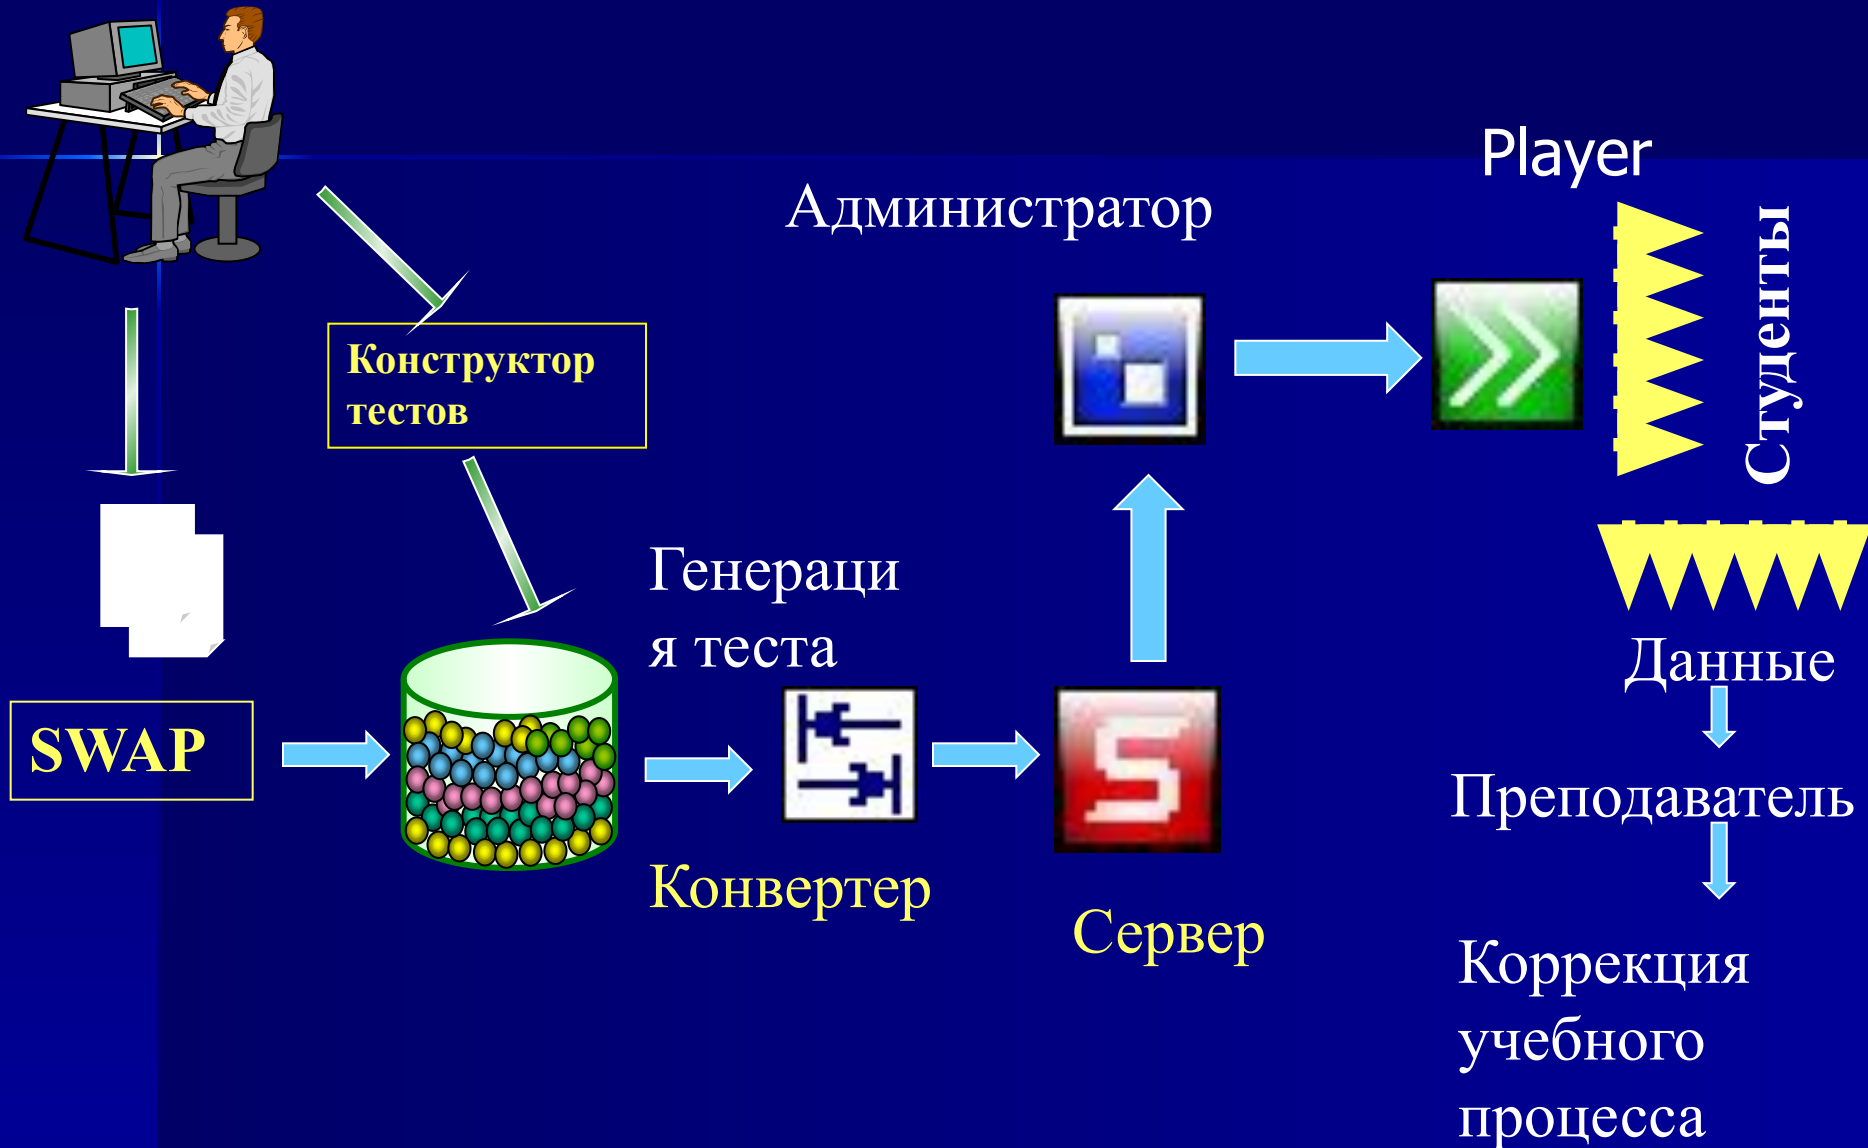 Player
Администратор
Студенты
Конструктор
тестов
Генераци
я теста
Данные
SWAP
Преподаватель
Конвертер
Сервер
Коррекция
учебного
процесса